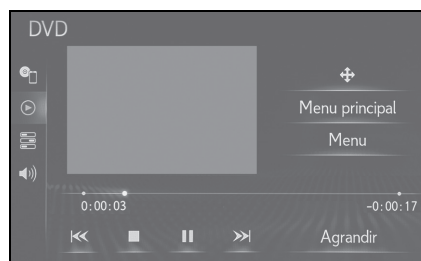 DVD
Menu principal
Menu
0:00:03
-0:00:17
Agrandir